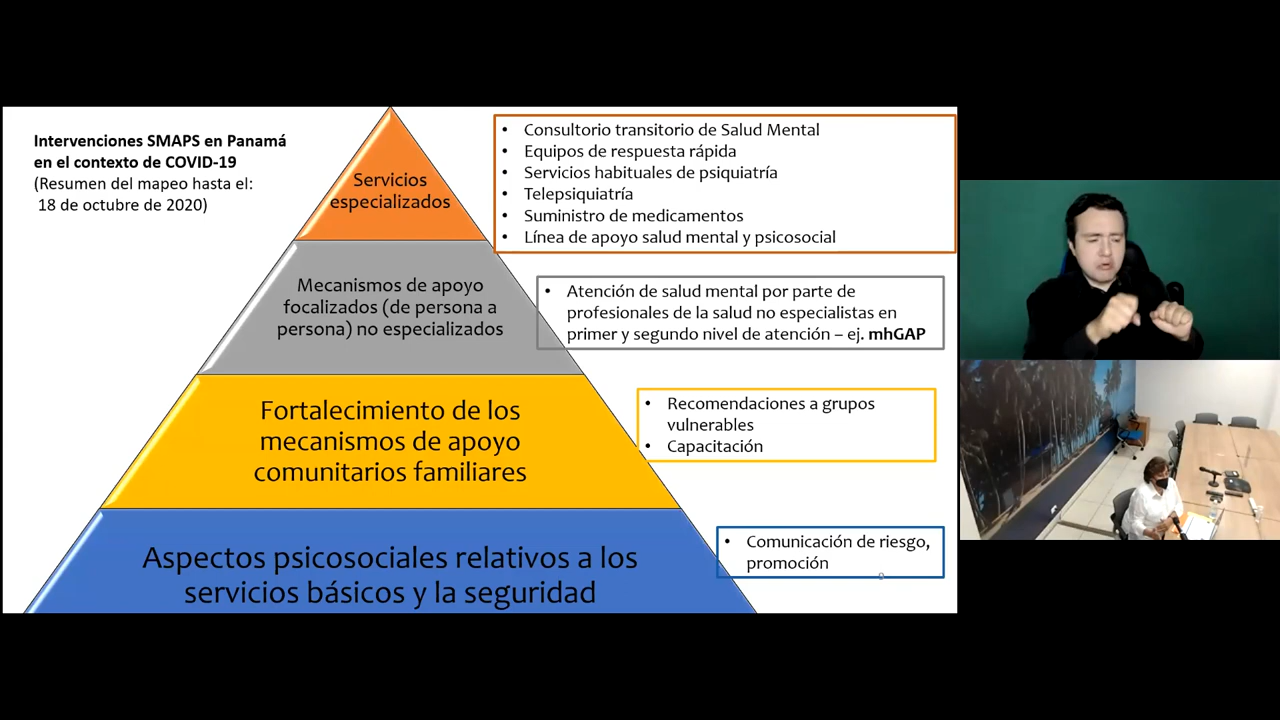 Intervenciones SMAPS en Panamá
en el contexto de COVID-19
(Resumen del mapeo hasta el:
18 de octubre de 2020)
Servicios
especializados
• Consultorio transitorio de Salud Mental
• Equipos de respuesta rápida
• Servicios habituales de psiquiatría
• Telepsiquiatría
• Suministro de medicamentos
• Línea de apoyo salud mental y psicosocial
Mecanismos de apoyo
focalizados (de persona a
persona) no especializados
• Atención de salud mental por parte de
profesionales de la salud no especialistas en
primer y segundo nivel de atención – ej. mhGAP
Fortalecimiento de los
mecanismos de apoyo
comunitarios familiares
• Recomendaciones a grupos
vulnerables
• Capacitación
Aspectos psicosociales relativos a los
servicios básicos y la seguridad
• Comunicación de riesgo,
promoción